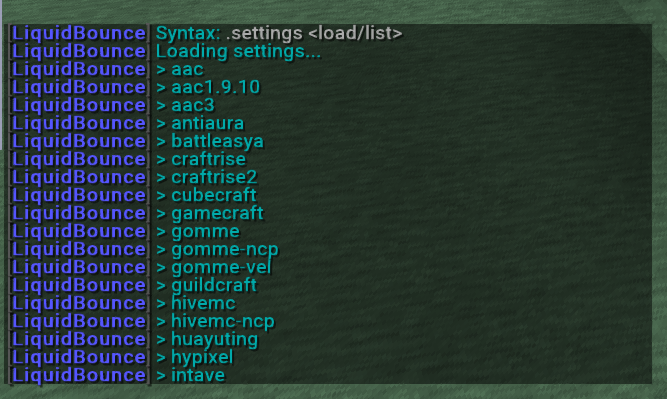 [LiquidBounce] Syntax: .settings <load/list>
[LiquidBounce] Loading settings...
[LiquidBounce] > aac
[LiquidBounce] > aac1.9.10
[LiquidBounce] > aac3
[LiquidBounce] > antiaura
[LiquidBounce] > battleasya
[LiquidBounce] > craftrise
[LiquidBounce] > craftrise2
[LiquidBounce] > cubecraft
[LiquidBounce] > gamecraft
[LiquidBounce] > gomme
[LiquidBounce] > gomme-ncp
[LiquidBounce] > gomme-vel
[LiquidBounce] > guildcraft
[LiquidBounce] > hivemc
[LiquidBounce] > hivemc-ncp
[LiquidBounce] > huayuting
[LiquidBounce] > hypixel
[LiquidBounce] > intave